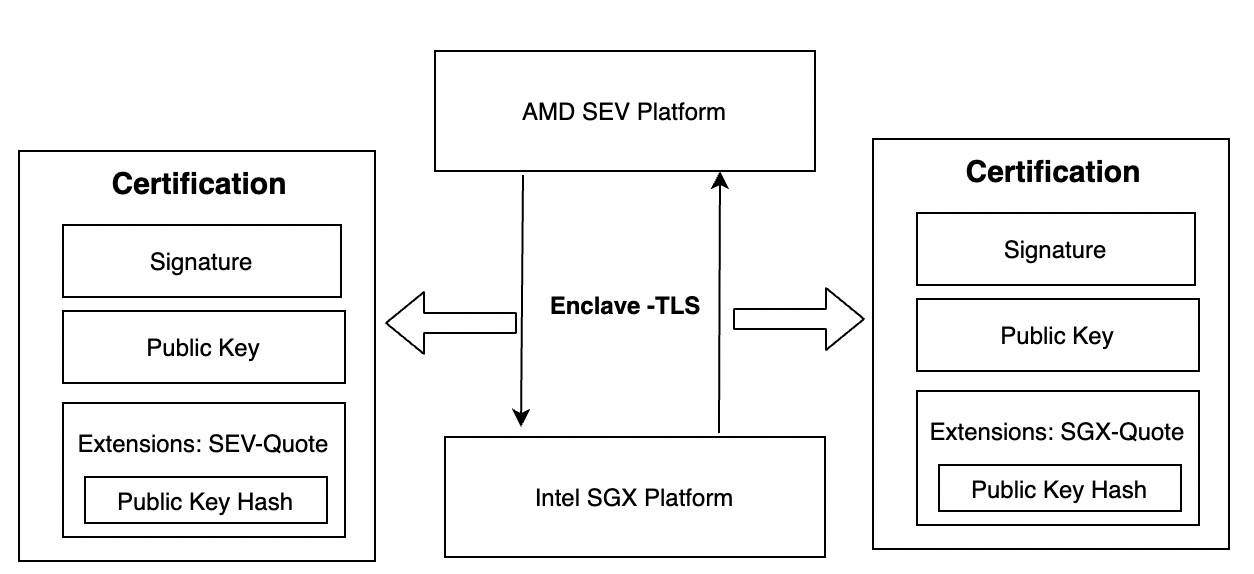 AMD SEV Platform
Certification
Signature
Public Key
Extensions: SEV-Quote
Public Key Hash
Enclave -TLS
Intel SGX Platform
Certification
Signature
Public Key
Extensions: SGX-Quote
Public Key Hash